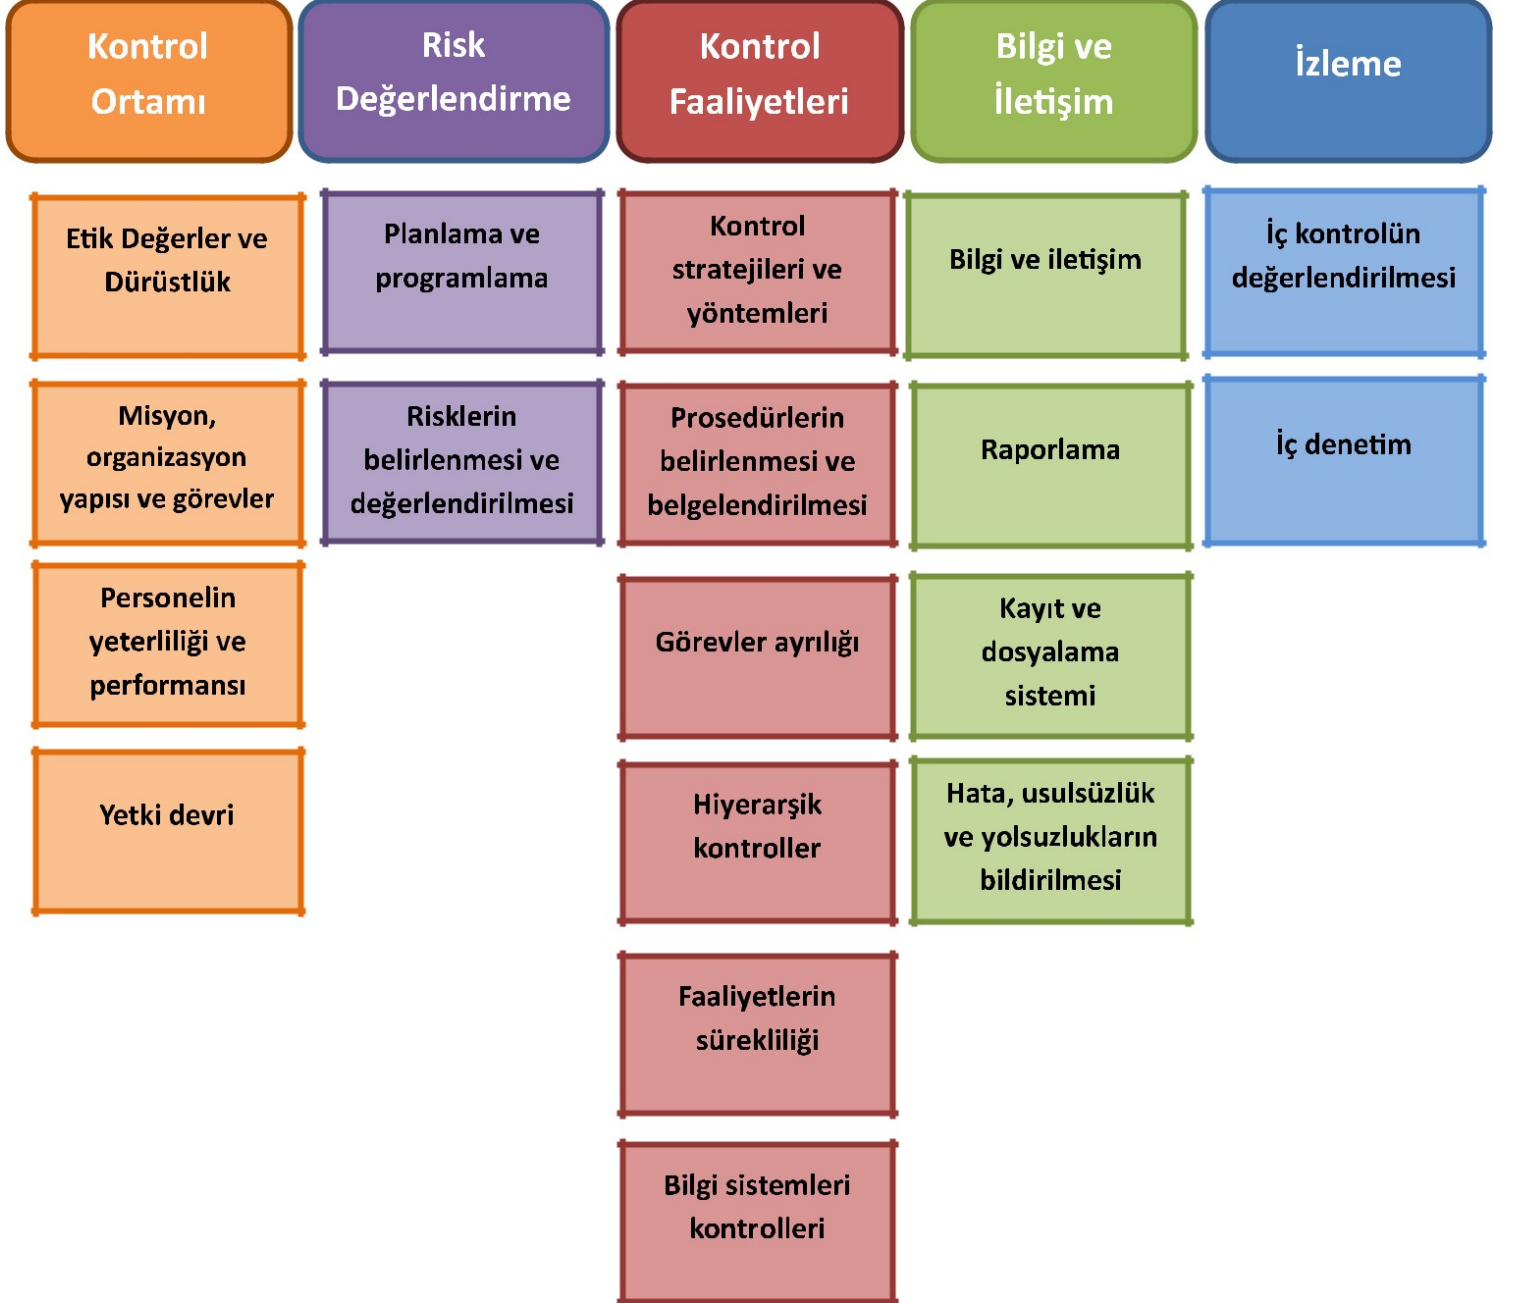 Kontrol
Ortamı
Risk
Değerlendirme
Kontrol
Faaliyetleri
Bilgi ve
İletişim
İzleme
Etik Değerler ve
Dürüstlük
Misyon,
organizasyon
yapısı ve görevler
Personelin
yeterliliği ve
performansı
Yetki devri
Planlama ve
programlama
Risklerin
belirlenmesi ve
değerlendirilmesi
Kontrol
stratejileri ve
yöntemleri
Prosedürlerin
belirlenmesi ve
belgelendirilmesi
Görevler ayrılığı
Hiyerarşik
kontroller
Faaliyetlerin
sürekliliği
Bilgi sistemleri
kontrolleri
Bilgi ve iletişim
Raporlama
Kayıt ve
dosyalama
sistemi
Hata, usulsüzlük
ve yolsuzlukların
bildirilmesi
İç kontrolün
değerlendirilmesi
İç denetim